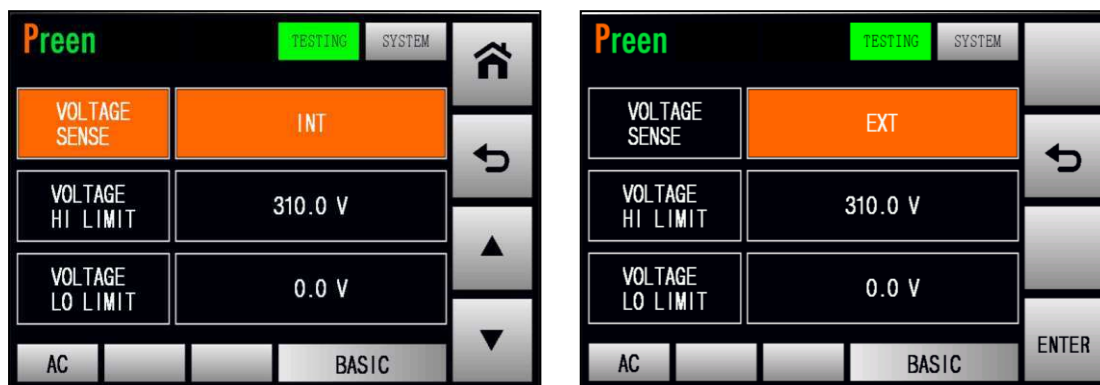 Preen
TESTING
SYSTEM
VOLTAGE
SENSE
INT
VOLTAGE
HI LIMIT
310.0 V
VOLTAGE
LO LIMIT
0.0 V
AC
BASIC
Preen
TESTING
SYSTEM
VOLTAGE
SENSE
EXT
VOLTAGE
HI LIMIT
310.0 V
VOLTAGE
LO LIMIT
0.0 V
AC
BASIC
ENTER